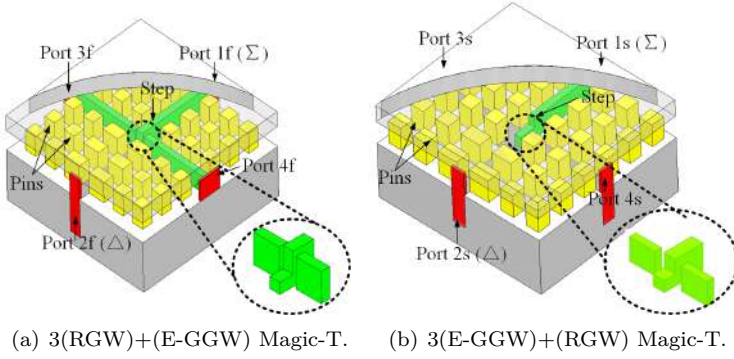 Port 3f
Port 1f (Σ)
Step
Pins
Port 4f
Port 2f (△)
(a) 3(RGW)+(E-GGW) Magic-T.
Port 3s
Port 1s (Σ)
Step
Pins
Port 4s
Port 2s (△)
(b) 3(E-GGW)+(RGW) Magic-T.